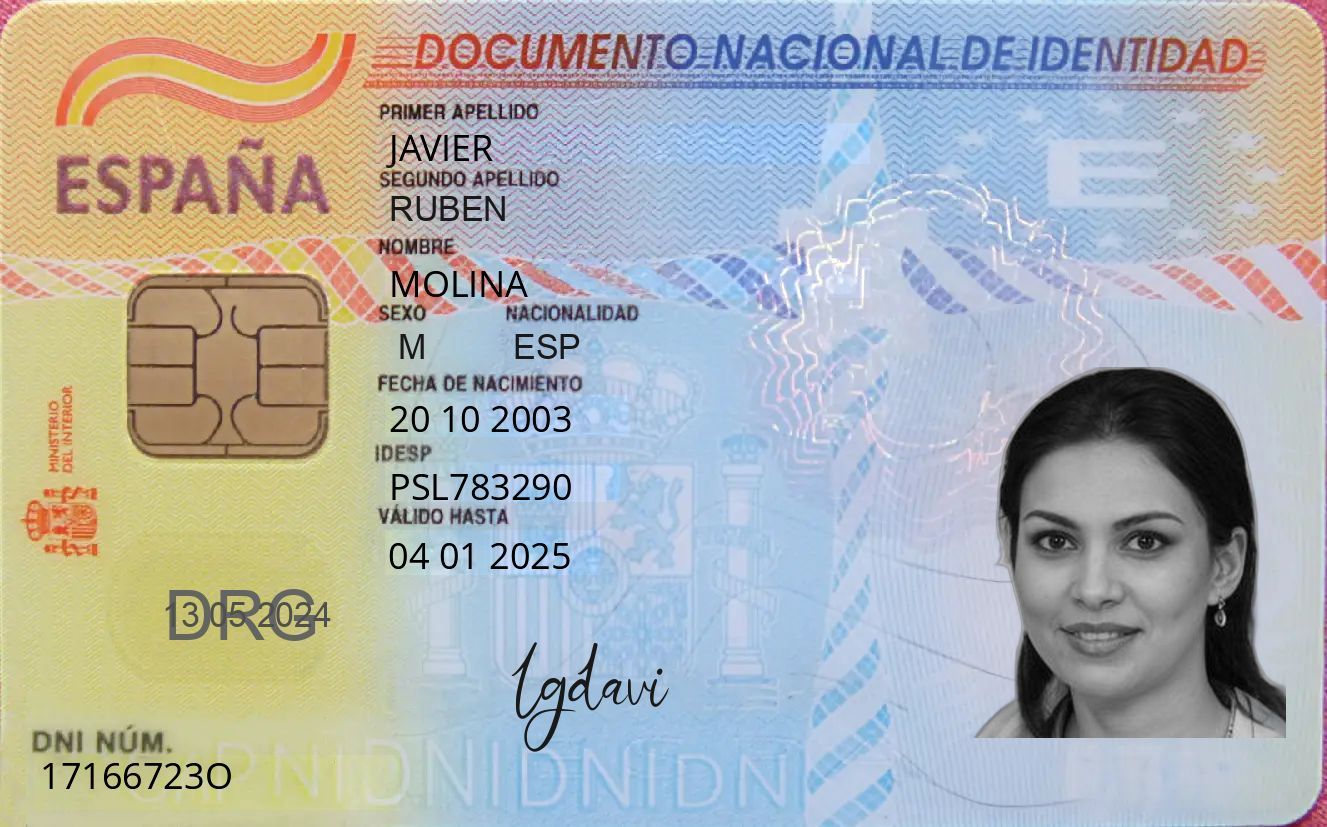 DOCUMENTO NACIONAL DE IDENTIDAD
ESPAÑA
PRIMER APELLIDO
JAVIER
SEGUNDO APELLIDO
RUBEN
NOMBRE
MOLINA
SEXO NACIONALIDAD
M ESP
FECHA DE NACIMIENTO
20 10 2003
IDESP
PSL783290
VÁLIDO HASTA
04 01 2025
MINISTERIO
DEL INTERIOR
E
13 05 2024
DRG
lgdavi
DNI NÚM.
17166723O
DNIDNIDNIDNI